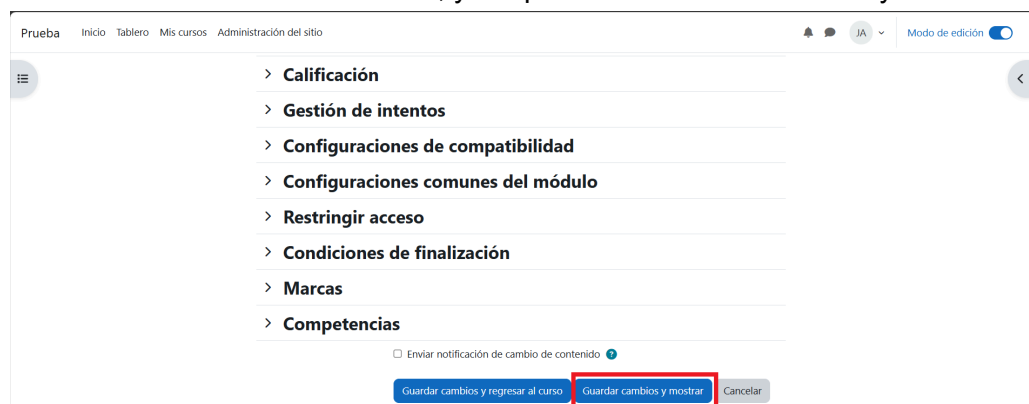 Prueba Inicio Tablero Mis cursos Administración del sitio JA Modo de edición
Calificación
Gestión de intentos
Configuraciones de compatibilidad
Configuraciones comunes del módulo
Restringir acceso
Condiciones de finalización
Marcas
Competencias
Enviar notificación de cambio de contenido ?
Guardar cambios y regresar al curso Guardar cambios y mostrar Cancelar